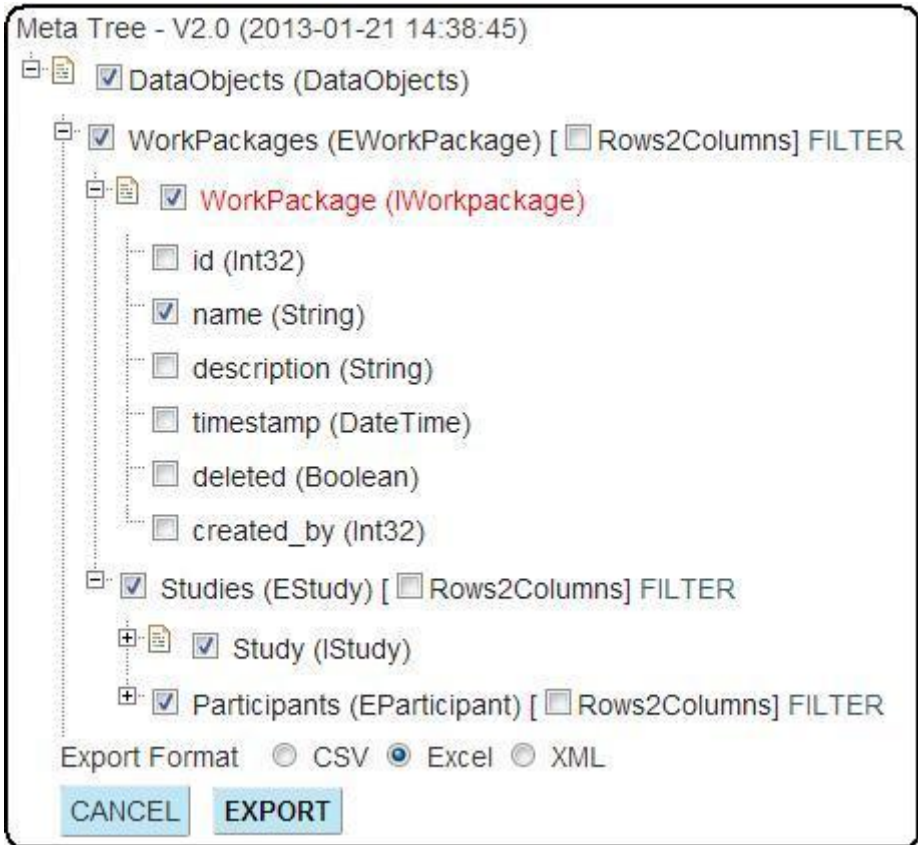 Meta Tree - V2.0 (2013-01-21 14:38:45)
DataObjects (DataObjects)
WorkPackages (EWorkPackage) [ Rows2Columns] FILTER
WorkPackage (IWorkpackage)
id (Int32)
name (String)
description (String)
timestamp (DateTime)
deleted (Boolean)
created_by (Int32)
Studies (EStudy) [ Rows2Columns] FILTER
Study (IStudy)
Participants (EParticipant) [ Rows2Columns] FILTER
Export Format CSV Excel XML
CANCEL EXPORT